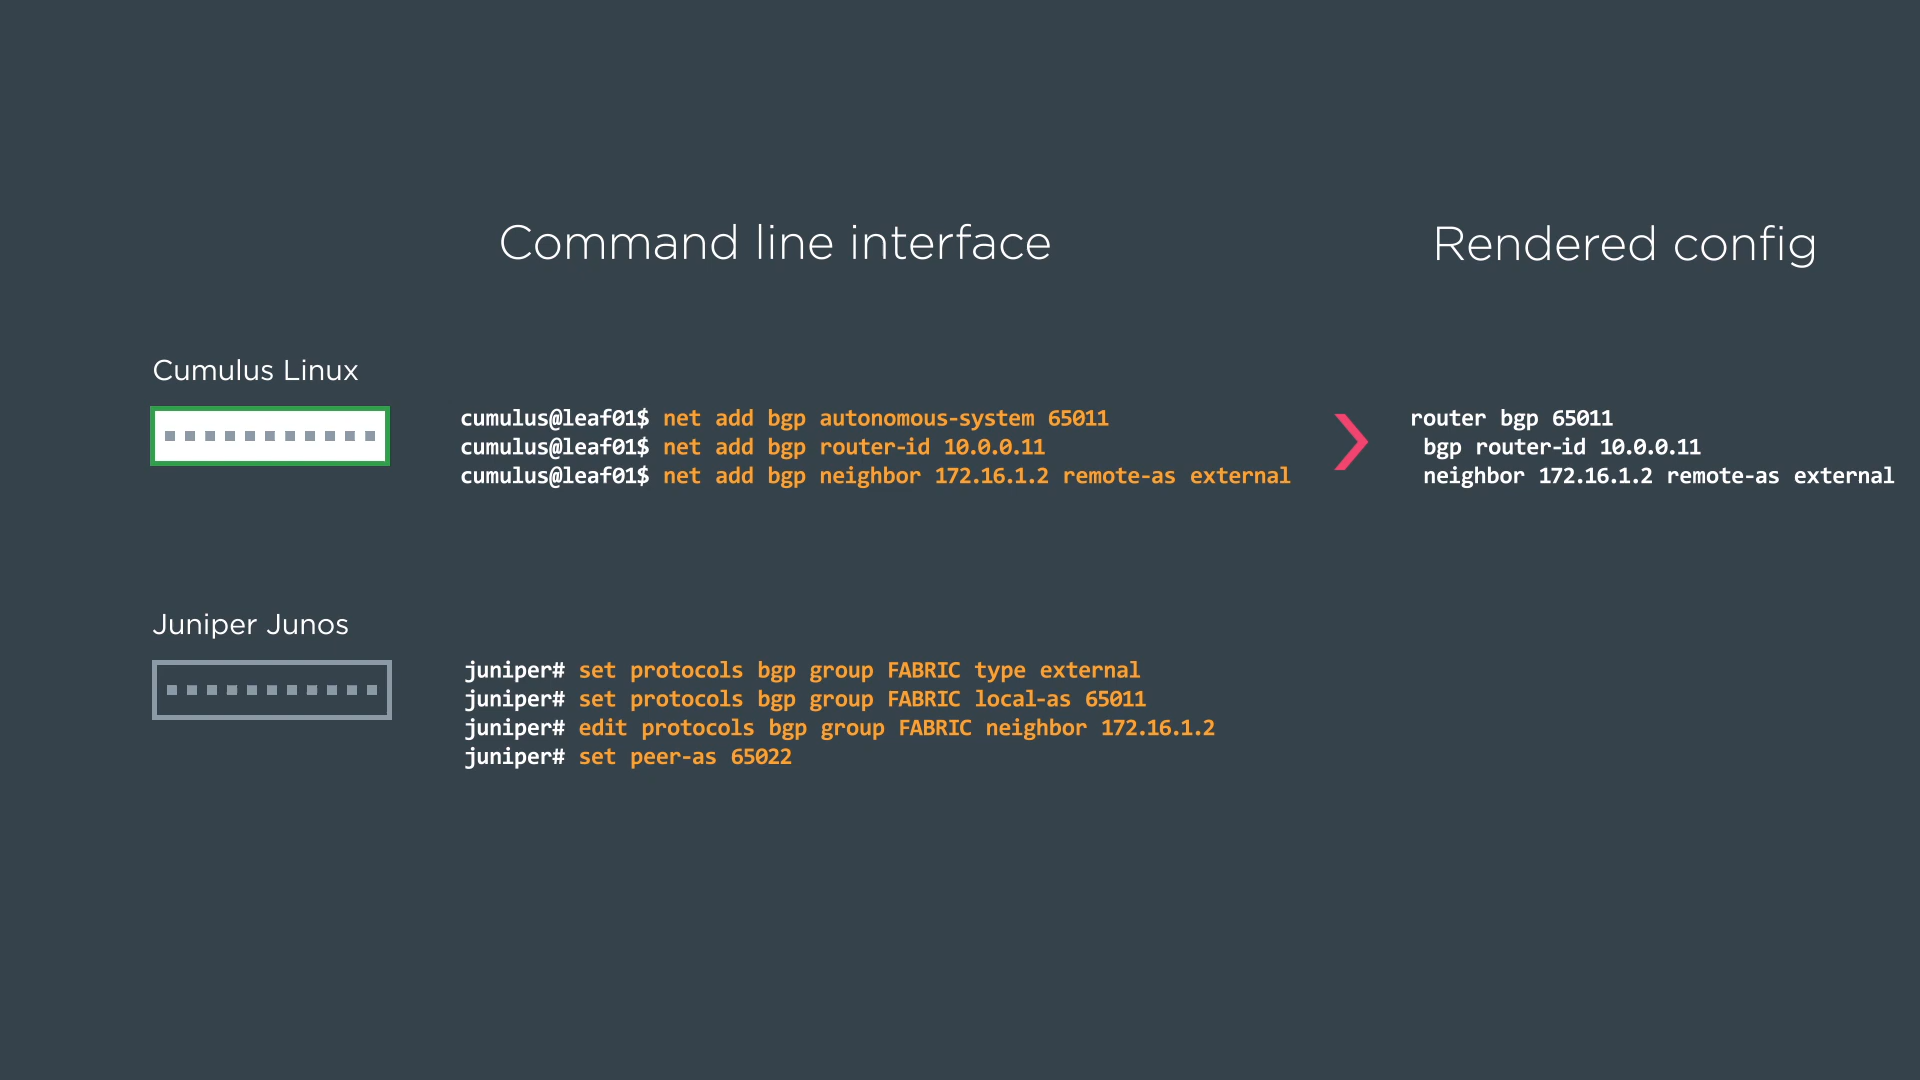 Command line interface
Rendered config
Cumulus Linux
cumulus@leaf01$ net add bgp autonomous-system 65011
cumulus@leaf01$ net add bgp router-id 10.0.0.11
cumulus@leaf01$ net add bgp neighbor 172.16.1.2 remote-as external
router bgp 65011
bgp router-id 10.0.0.11
neighbor 172.16.1.2 remote-as external
Juniper Junos
juniper# set protocols bgp group FABRIC type external
juniper# set protocols bgp group FABRIC local-as 65011
juniper# edit protocols bgp group FABRIC neighbor 172.16.1.2
juniper# set peer-as 65022